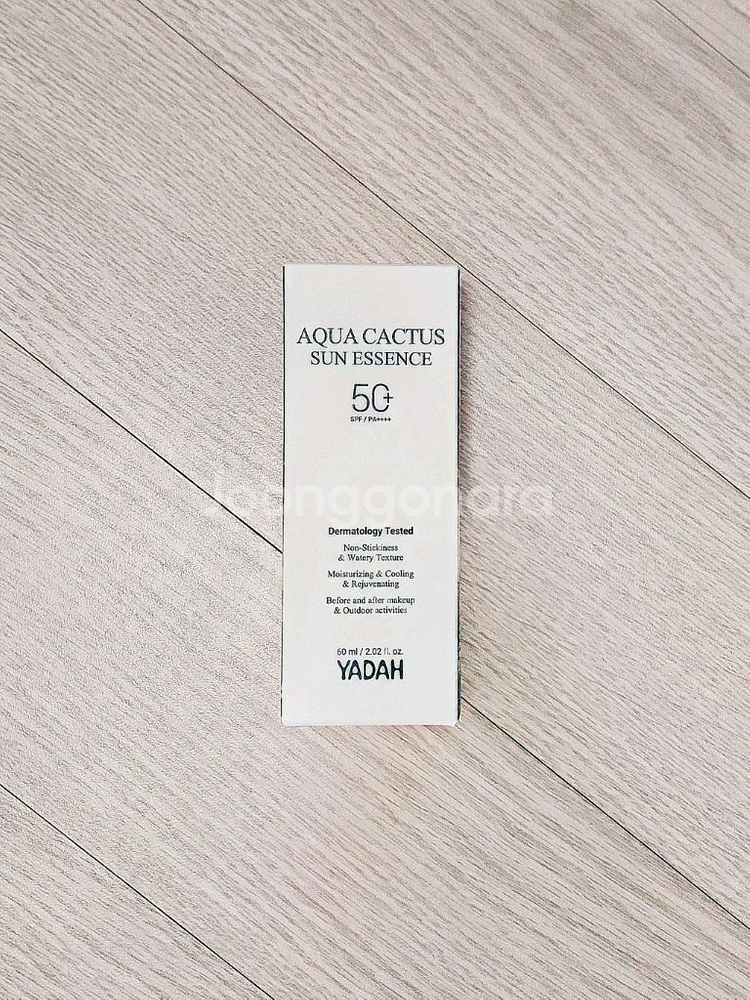 AQUA CACTUS
SUN ESSENCE
50+
SPF / PA++++
Joonggonara
Dermatology Tested
Non-Stickiness
& Watery Texture
Moisturizing & Cooling
& Rejuvenating
Before and after makeup
& Outdoor activities
60 ml / 2.02 fl. oz.
YADAH